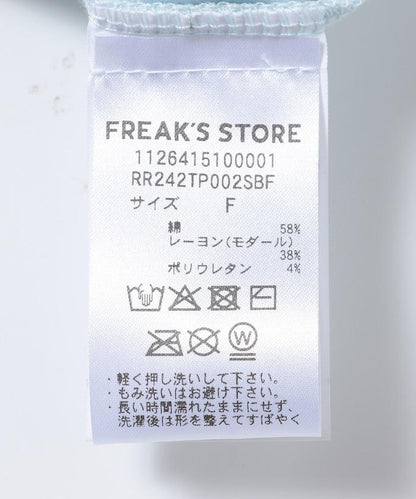 FREAK'S STORE
1126415100001
RR242TP002SBF
サイズ F
綿 58%
レーヨン(モダール)
38%
ポリウレタン 4%
W
・軽く押し洗いして下さい。
・もみ洗いはお避け下さい。
・長い時間濡れたままにせず、
洗濯後は形を整えてすばやく